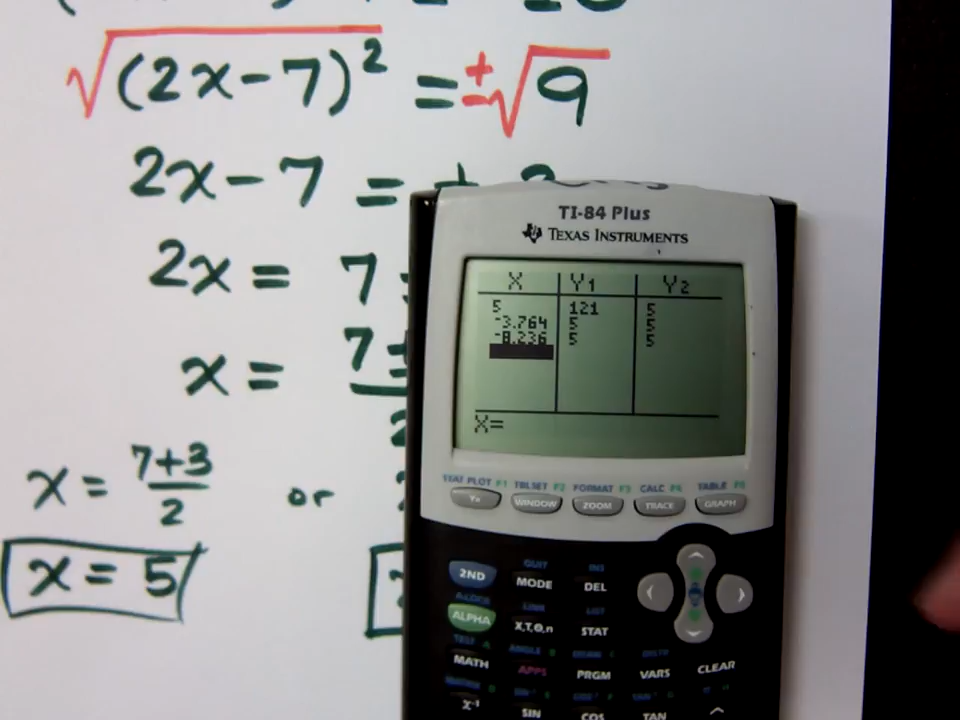 √(2x-7)² = ±√9
2x-7 =
2x = 7
x = 7±
x = 7+3/2 or
x = 5
TI-84 Plus
TEXAS INSTRUMENTS
X Y1 Y2
5 121 5
-3.764 5 5
-8.236 5 5
X=
STAT PLOT F1 TBLSET F2 FORMAT F3 CALC F4 TABLE F5
Y= WINDOW ZOOM TRACE GRAPH
QUIT INS
2ND MODE DEL
LINK LIST
ALPHA X,T,Θ,n STAT
TEST A ANGLE B DRAW C DISTR
MATH APPS PRGM VARS CLEAR
x⁻¹ SIN COS TAN ^